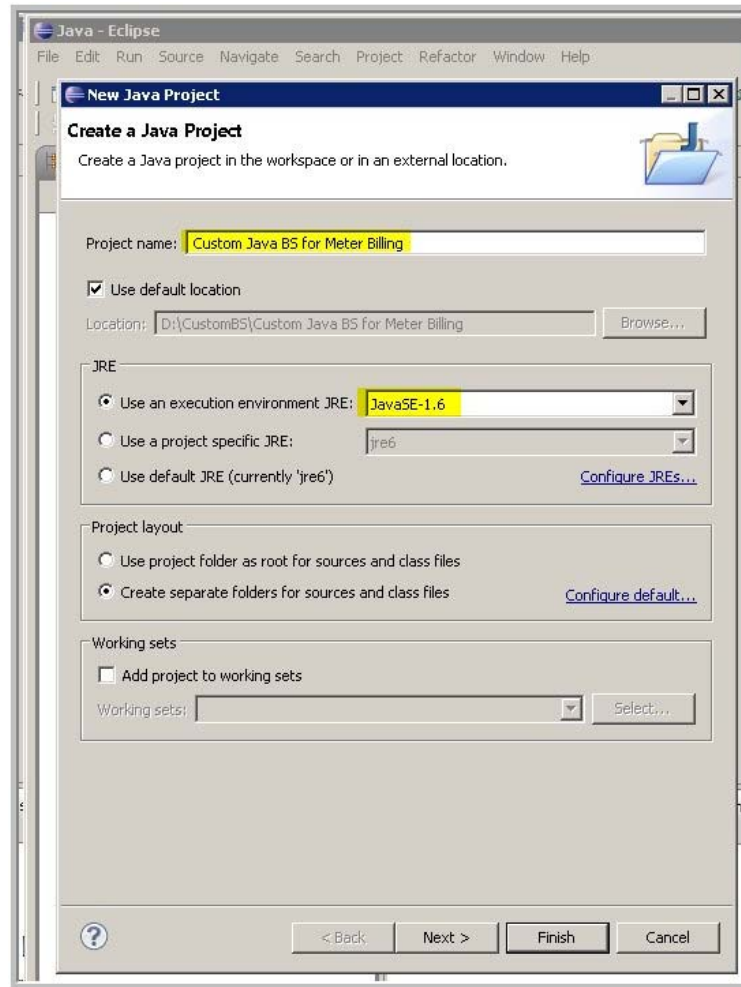 Java - Eclipse
File Edit Run Source Navigate Search Project Refactor Window Help
New Java Project
Create a Java Project
Create a Java project in the workspace or in an external location.
Project name: Custom Java BS for Meter Billing
Use default location
Location: D:\CustomBS\Custom Java BS for Meter Billing Browse...
JRE
Use an execution environment JRE: JavaSE-1.6
Use a project specific JRE: jre6
Use default JRE (currently 'jre6') Configure JREs...
Project layout
Use project folder as root for sources and class files
Create separate folders for sources and class files Configure default...
Working sets
Add project to working sets
Working sets: Select...
? < Back Next > Finish Cancel